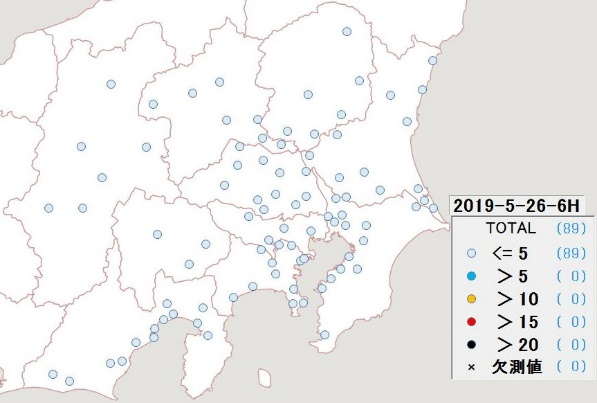 2019-5-26-6H
TOTAL (89)
<= 5 (89)
> 5 ( 0)
> 10 ( 0)
> 15 ( 0)
> 20 ( 0)
× 欠測値 ( 0)